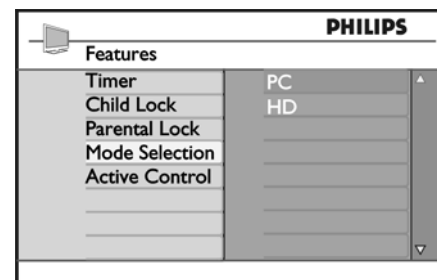 PHILIPS
Features
Timer PC
Child Lock HD
Parental Lock
Mode Selection
Active Control